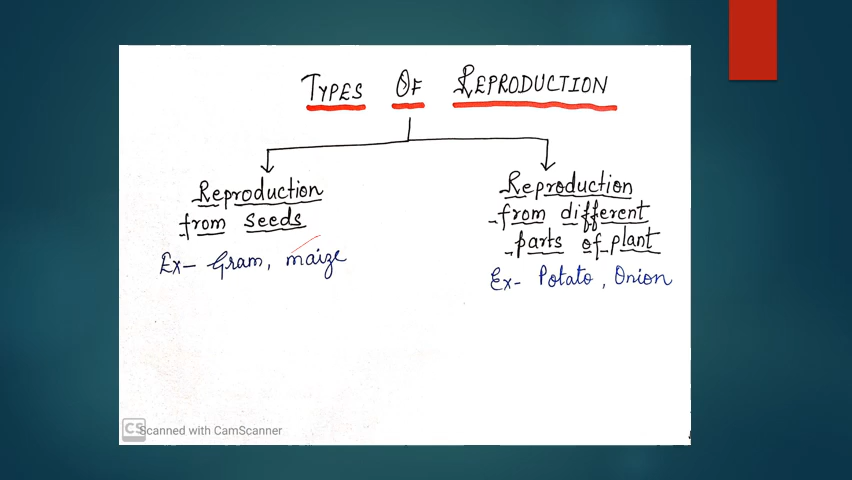 TYPES OF REPRODUCTION
Reproduction
from seeds
Ex- Gram, maize
Reproduction
from different
parts of plant
Ex- Potato, Onion
CS Scanned with CamScanner